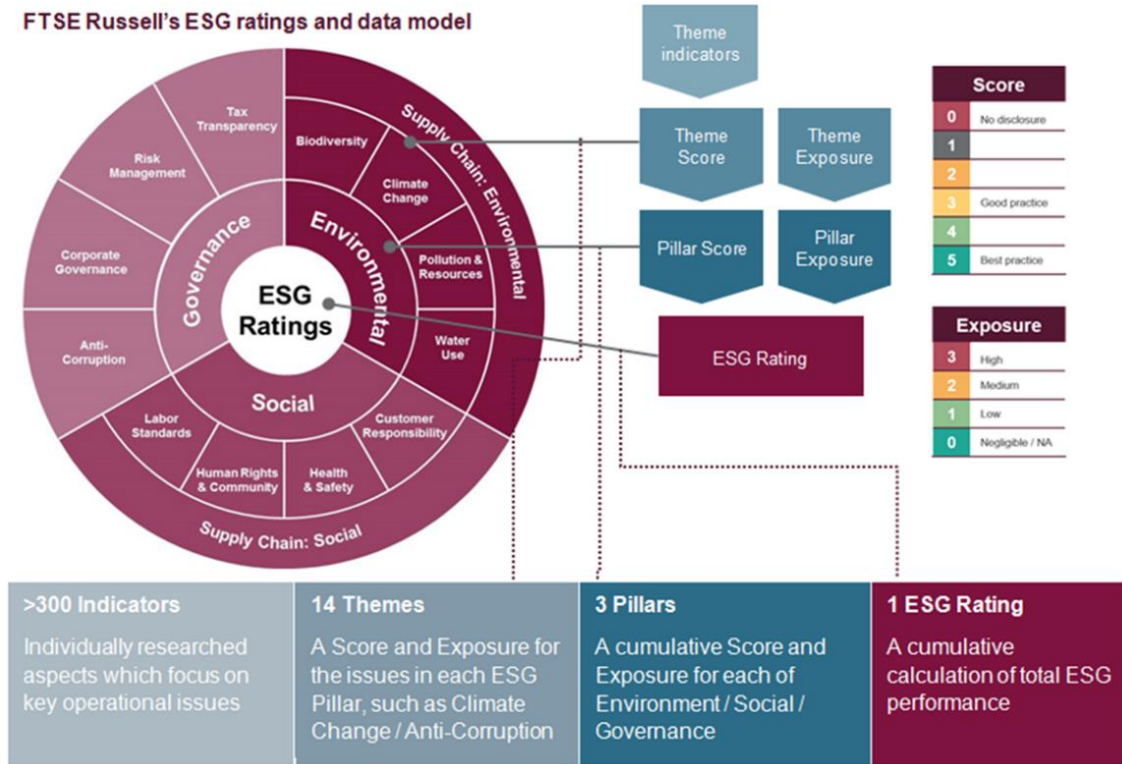 FTSE Russell's ESG ratings and data model
Tax
Transparency
Risk
Management
Corporate
Governance
Anti-
Corruption
Governance
Biodiversity
Climate
Change
Pollution &
Resources
Water
Use
Environmental
Supply Chain: Environmental
ESG
Ratings
Social
Labor
Standards
Human Rights
& Community
Health
& Safety
Customer
Responsibility
Supply Chain: Social
Theme
indicators
Theme
Score
Theme
Exposure
Pillar Score
Pillar
Exposure
ESG Rating
Score
0 No disclosure
1
2
3 Good practice
4
5 Best practice
Exposure
3 High
2 Medium
1 Low
0 Negligible / NA
>300 Indicators
Individually researched
aspects which focus on
key operational issues
14 Themes
A Score and Exposure for
the issues in each ESG
Pillar, such as Climate
Change / Anti-Corruption
3 Pillars
A cumulative Score and
Exposure for each of
Environment / Social /
Governance
1 ESG Rating
A cumulative
calculation of total ESG
performance